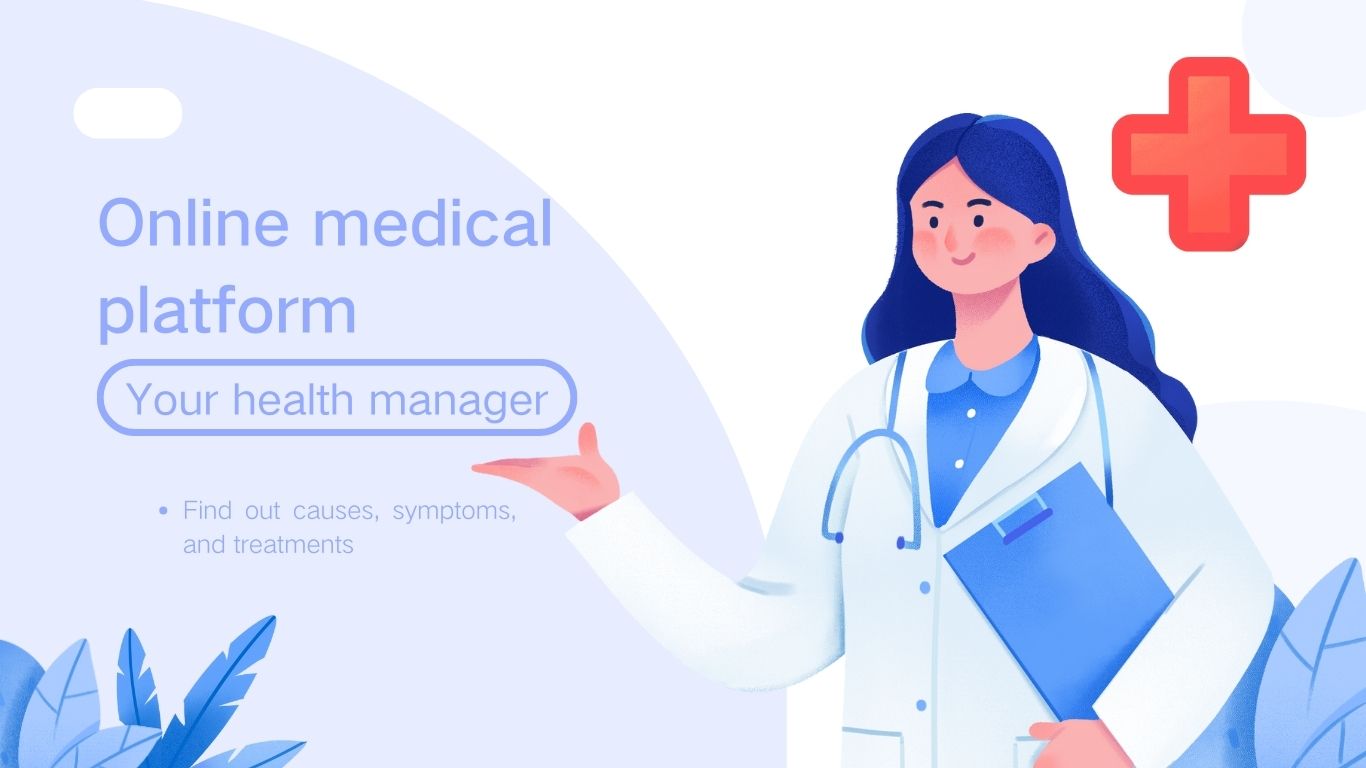 Online medical
platform
Your health manager
• Find out causes, symptoms,
and treatments